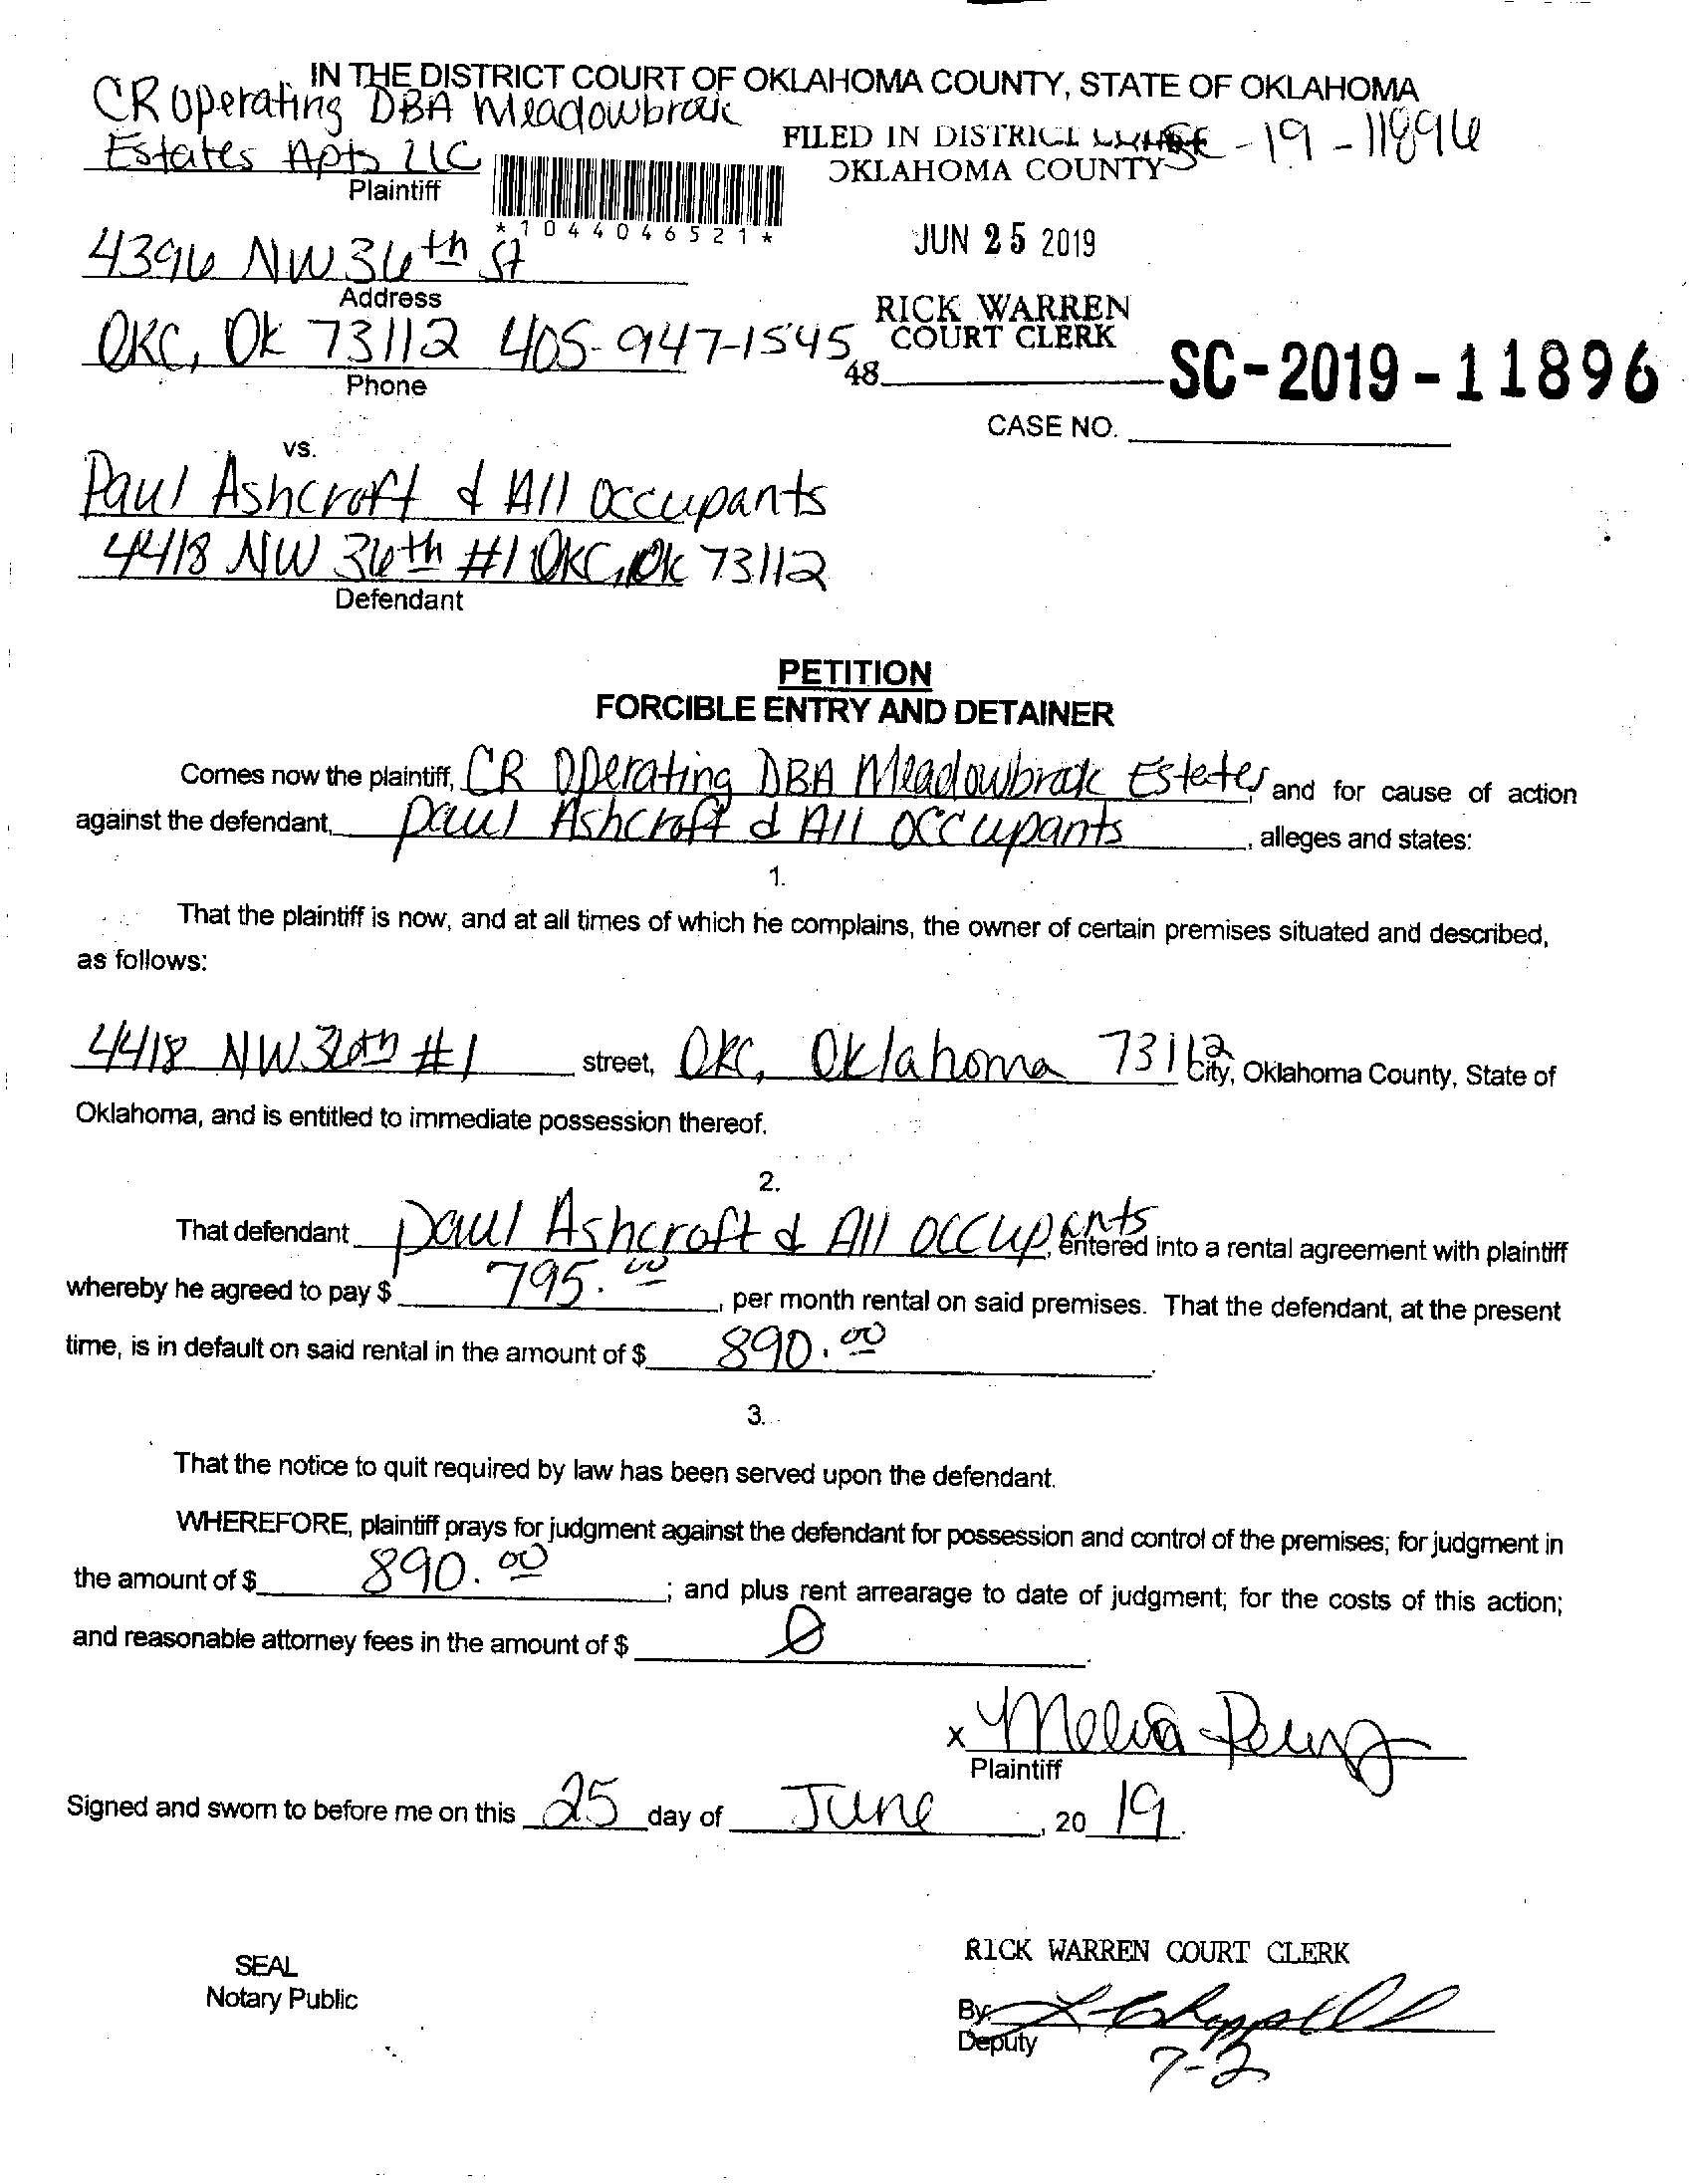 IN THE DISTRICT COURT OF OKLAHOMA COUNTY, STATE OF OKLAHOMA
CR Operating DBA Meadowbrook
Estates Apts LLC
Plaintiff
FILED IN DISTRICT
OKLAHOMA COUNTY
SC-19-11896
*1044046521*
JUN 25 2019
4396 NW 36th St
Address
RICK WARREN
COURT CLERK
OKC, OK 73112 405-947-1545
Phone
48
SC-2019-11896
CASE NO.
vs.
Paul Ashcroft & All Occupants
4418 NW 36th #1 OKC, Ok 73112
Defendant
PETITION
FORCIBLE ENTRY AND DETAINER
Comes now the plaintiff, CR Operating DBA Meadowbrook Estates, and for cause of action
against the defendant, Paul Ashcroft & All Occupants, alleges and states:
1.
That the plaintiff is now, and at all times of which he complains, the owner of certain premises situated and described,
as follows:
4418 NW 36th #1 street, OKC, Oklahoma 73112 City, Oklahoma County, State of
Oklahoma, and is entitled to immediate possession thereof.
2.
That defendant Paul Ashcroft & All Occupants, entered into a rental agreement with plaintiff
whereby he agreed to pay $ 795.00, per month rental on said premises. That the defendant, at the present
time, is in default on said rental in the amount of $ 890.00.
3.
That the notice to quit required by law has been served upon the defendant.
WHEREFORE, plaintiff prays for judgment against the defendant for possession and control of the premises; for judgment in
the amount of $ 890.00; and plus rent arrearage to date of judgment; for the costs of this action;
and reasonable attorney fees in the amount of $ 0.
x Melva
Plaintiff
Signed and sworn to before me on this 25 day of June, 20 19.
RICK WARREN COURT CLERK
SEAL
Notary Public
By:
Deputy
7-2